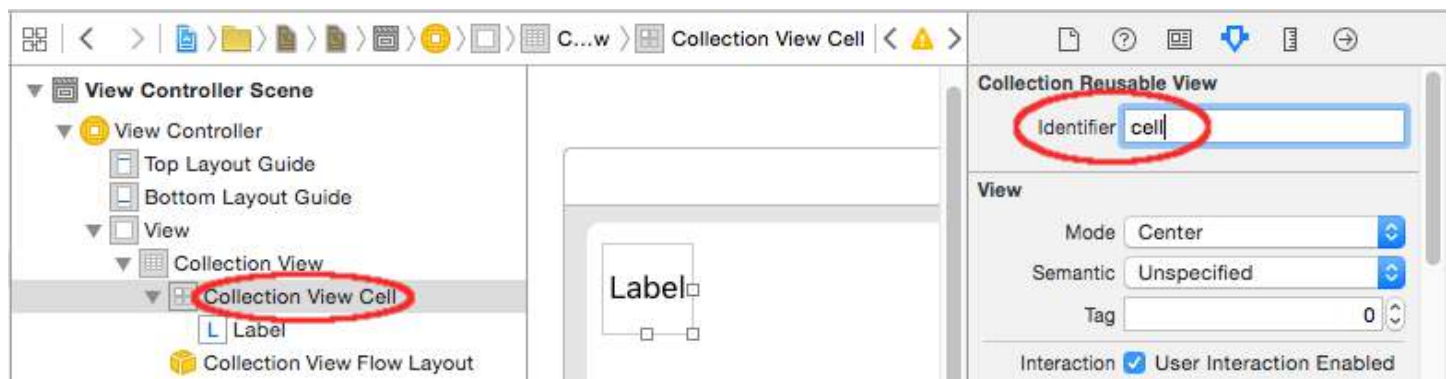 C...w
Collection View Cell
View Controller Scene
View Controller
Top Layout Guide
Bottom Layout Guide
View
Collection View
Collection View Cell
L Label
Collection View Flow Layout
Label
Collection Reusable View
Identifier cell
View
Mode Center
Semantic Unspecified
Tag 0
Interaction User Interaction Enabled